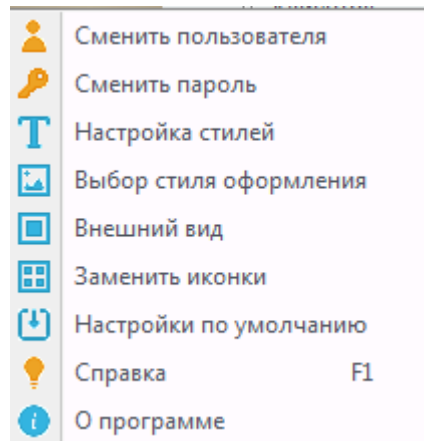 Сменить пользователя
Сменить пароль
Настройка стилей
Выбор стиля оформления
Внешний вид
Заменить иконки
Настройки по умолчанию
Справка F1
О программе